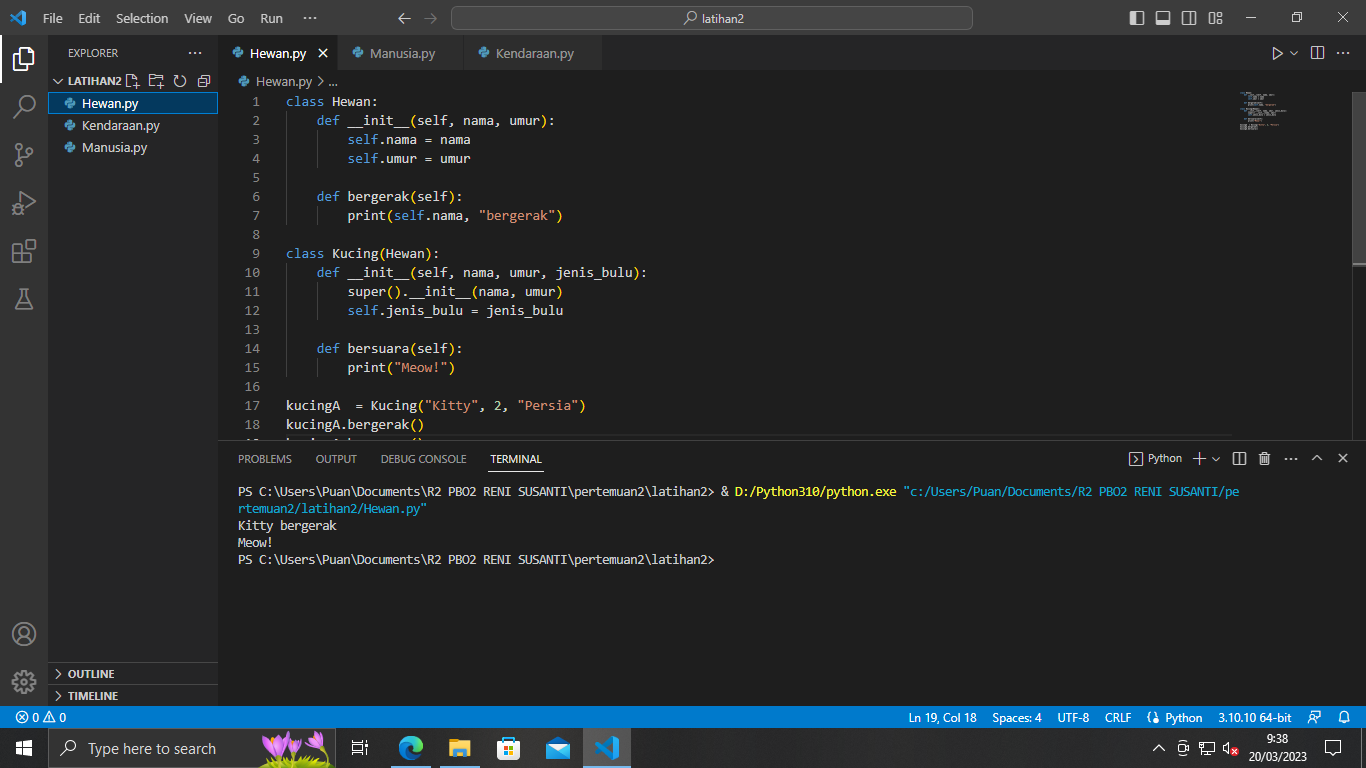 File Edit Selection View Go Run ···
latihan2
EXPLORER ···
LATIHAN2
Hewan.py
Kendaraan.py
Manusia.py
OUTLINE
TIMELINE
Hewan.py Manusia.py Kendaraan.py
Hewan.py > ...
1 class Hewan:
2 def __init__(self, nama, umur):
3 self.nama = nama
4 self.umur = umur
5
6 def bergerak(self):
7 print(self.nama, "bergerak")
8
9 class Kucing(Hewan):
10 def __init__(self, nama, umur, jenis_bulu):
11 super().__init__(nama, umur)
12 self.jenis_bulu = jenis_bulu
13
14 def bersuara(self):
15 print("Meow!")
16
17 kucingA  = Kucing("Kitty", 2, "Persia")
18 kucingA.bergerak()
PROBLEMS OUTPUT DEBUG CONSOLE TERMINAL
Python
PS C:\Users\Puan\Documents\R2 PBO2 RENI SUSANTI\pertemuan2\latihan2> & D:/Python310/python.exe "c:/Users/Puan/Documents/R2 PBO2 RENI SUSANTI/pe
rtemuan2/latihan2/Hewan.py"
Kitty bergerak
Meow!
PS C:\Users\Puan\Documents\R2 PBO2 RENI SUSANTI\pertemuan2\latihan2>
0 0
Ln 19, Col 18 Spaces: 4 UTF-8 CRLF Python 3.10.10 64-bit
Type here to search
9:38
20/03/2023